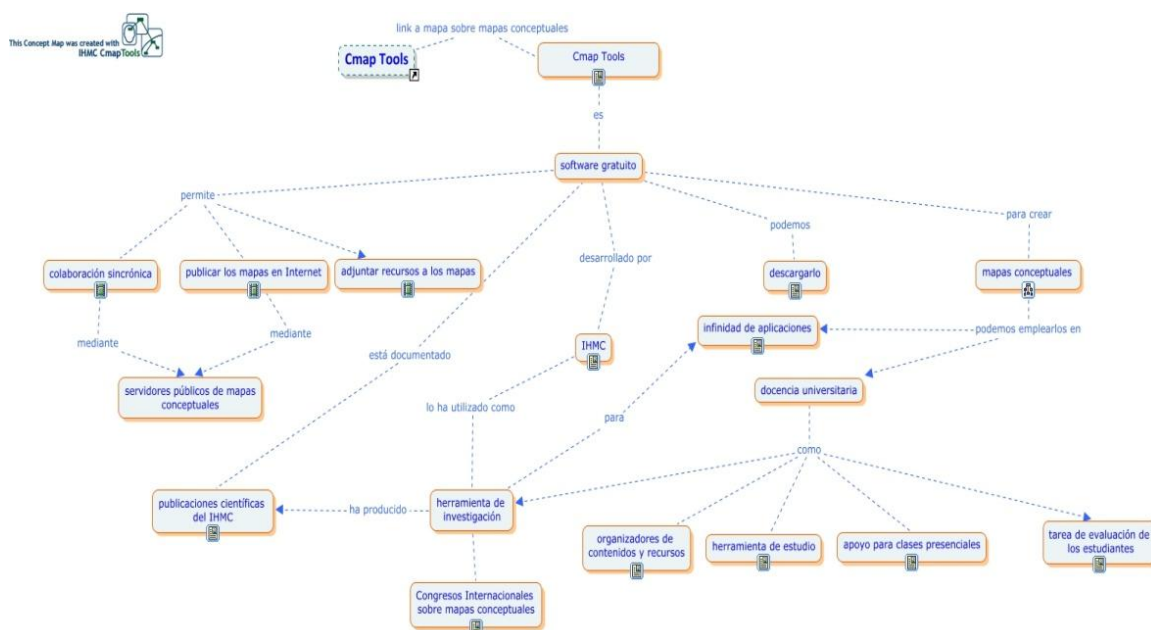 This Concept Map was created with
IHMC CmapTools
link a mapa sobre mapas conceptuales
Cmap Tools
Cmap Tools
es
software gratuito
permite
podemos
para crear
desarrollado por
colaboración sincrónica
publicar los mapas en Internet
adjuntar recursos a los mapas
descargarlo
mapas conceptuales
mediante
mediante
está documentado
IHMC
infinidad de aplicaciones
podemos emplearlos en
servidores públicos de mapas
conceptuales
docencia universitaria
lo ha utilizado como
para
como
publicaciones científicas
del IHMC
ha producido
herramienta de
investigación
organizadores de
contenidos y recursos
herramienta de estudio
apoyo para clases presenciales
tarea de evaluación de
los estudiantes
Congresos Internacionales
sobre mapas conceptuales